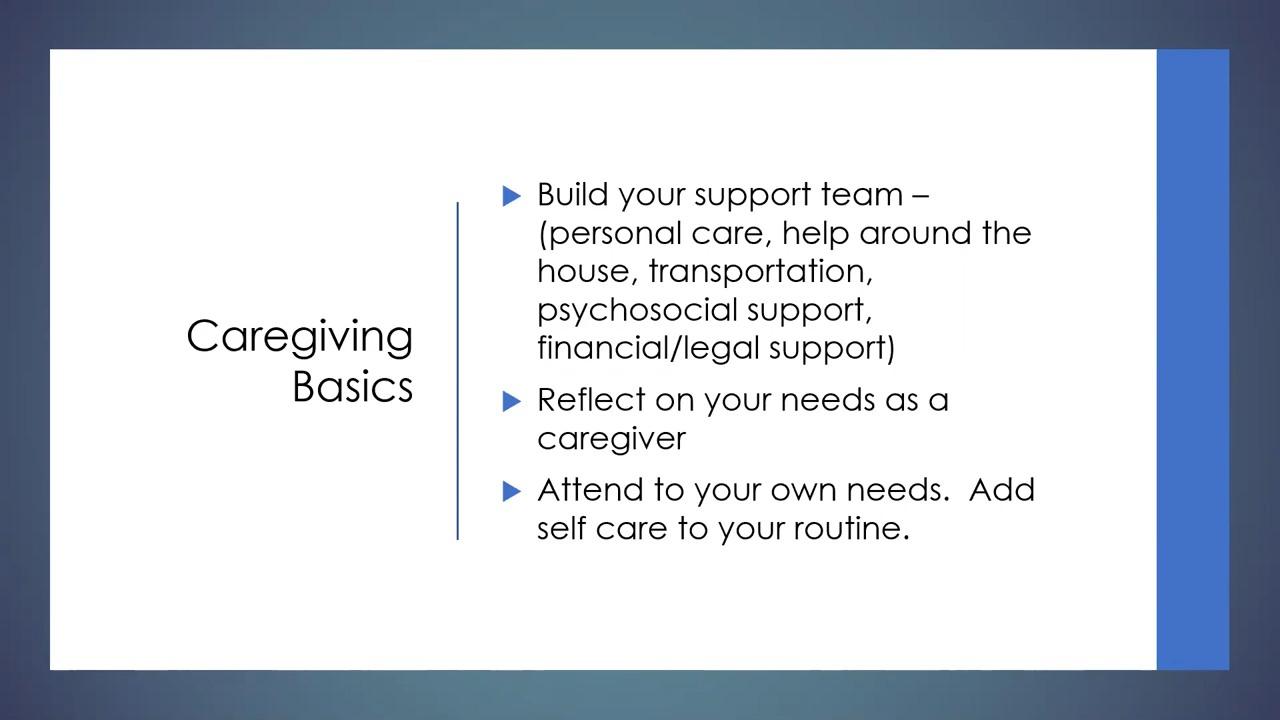 Caregiving
Basics
Build your support team –
(personal care, help around the
house, transportation,
psychosocial support,
financial/legal support)
Reflect on your needs as a
caregiver
Attend to your own needs.  Add
self care to your routine.